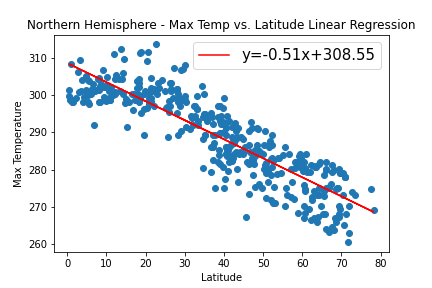 Northern Hemisphere - Max Temp vs. Latitude Linear Regression
y=-0.51x+308.55
Max Temperature
310
300
290
280
270
260
0 10 20 30 40 50 60 70 80
Latitude